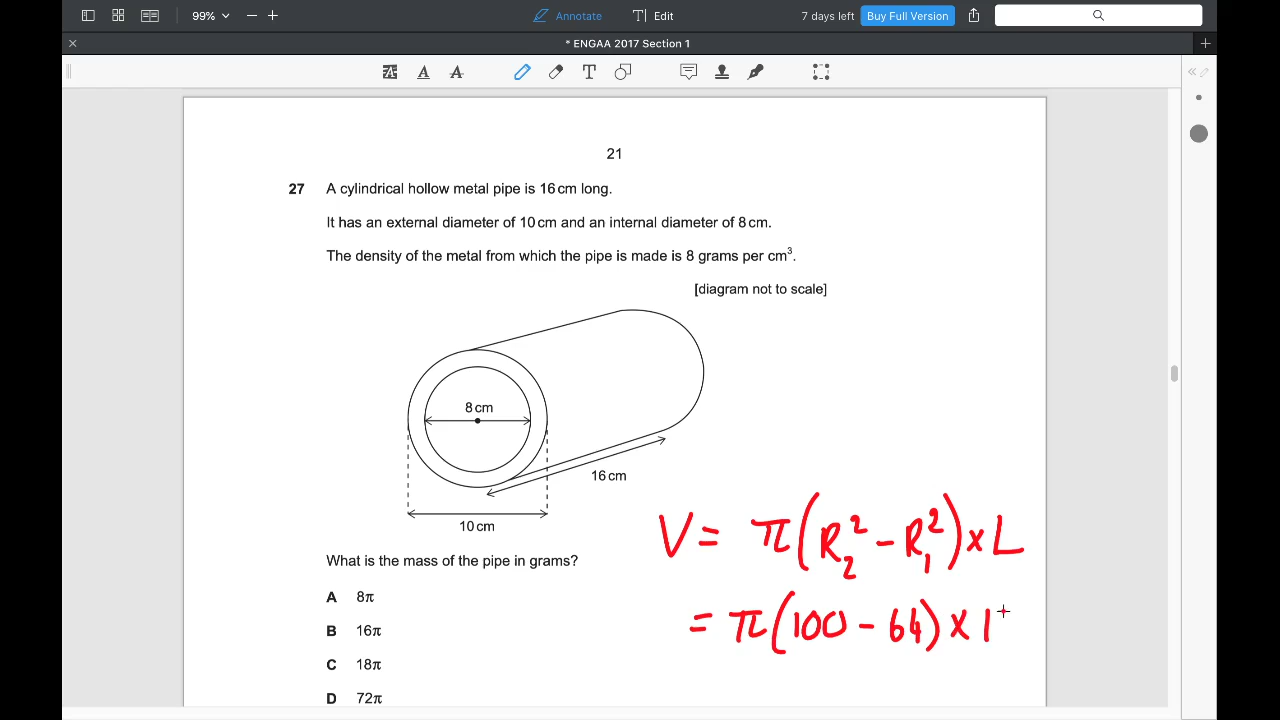 99%
Annotate
Edit
7 days left
Buy Full Version
* ENGAA 2017 Section 1
21
27 A cylindrical hollow metal pipe is 16 cm long.
It has an external diameter of 10 cm and an internal diameter of 8 cm.
The density of the metal from which the pipe is made is 8 grams per cm³.
[diagram not to scale]
8 cm
16 cm
10 cm
V = π(R₂² − R₁²) × L
What is the mass of the pipe in grams?
A 8π
= π(100 − 64) × 1
B 16π
C 18π
D 72π